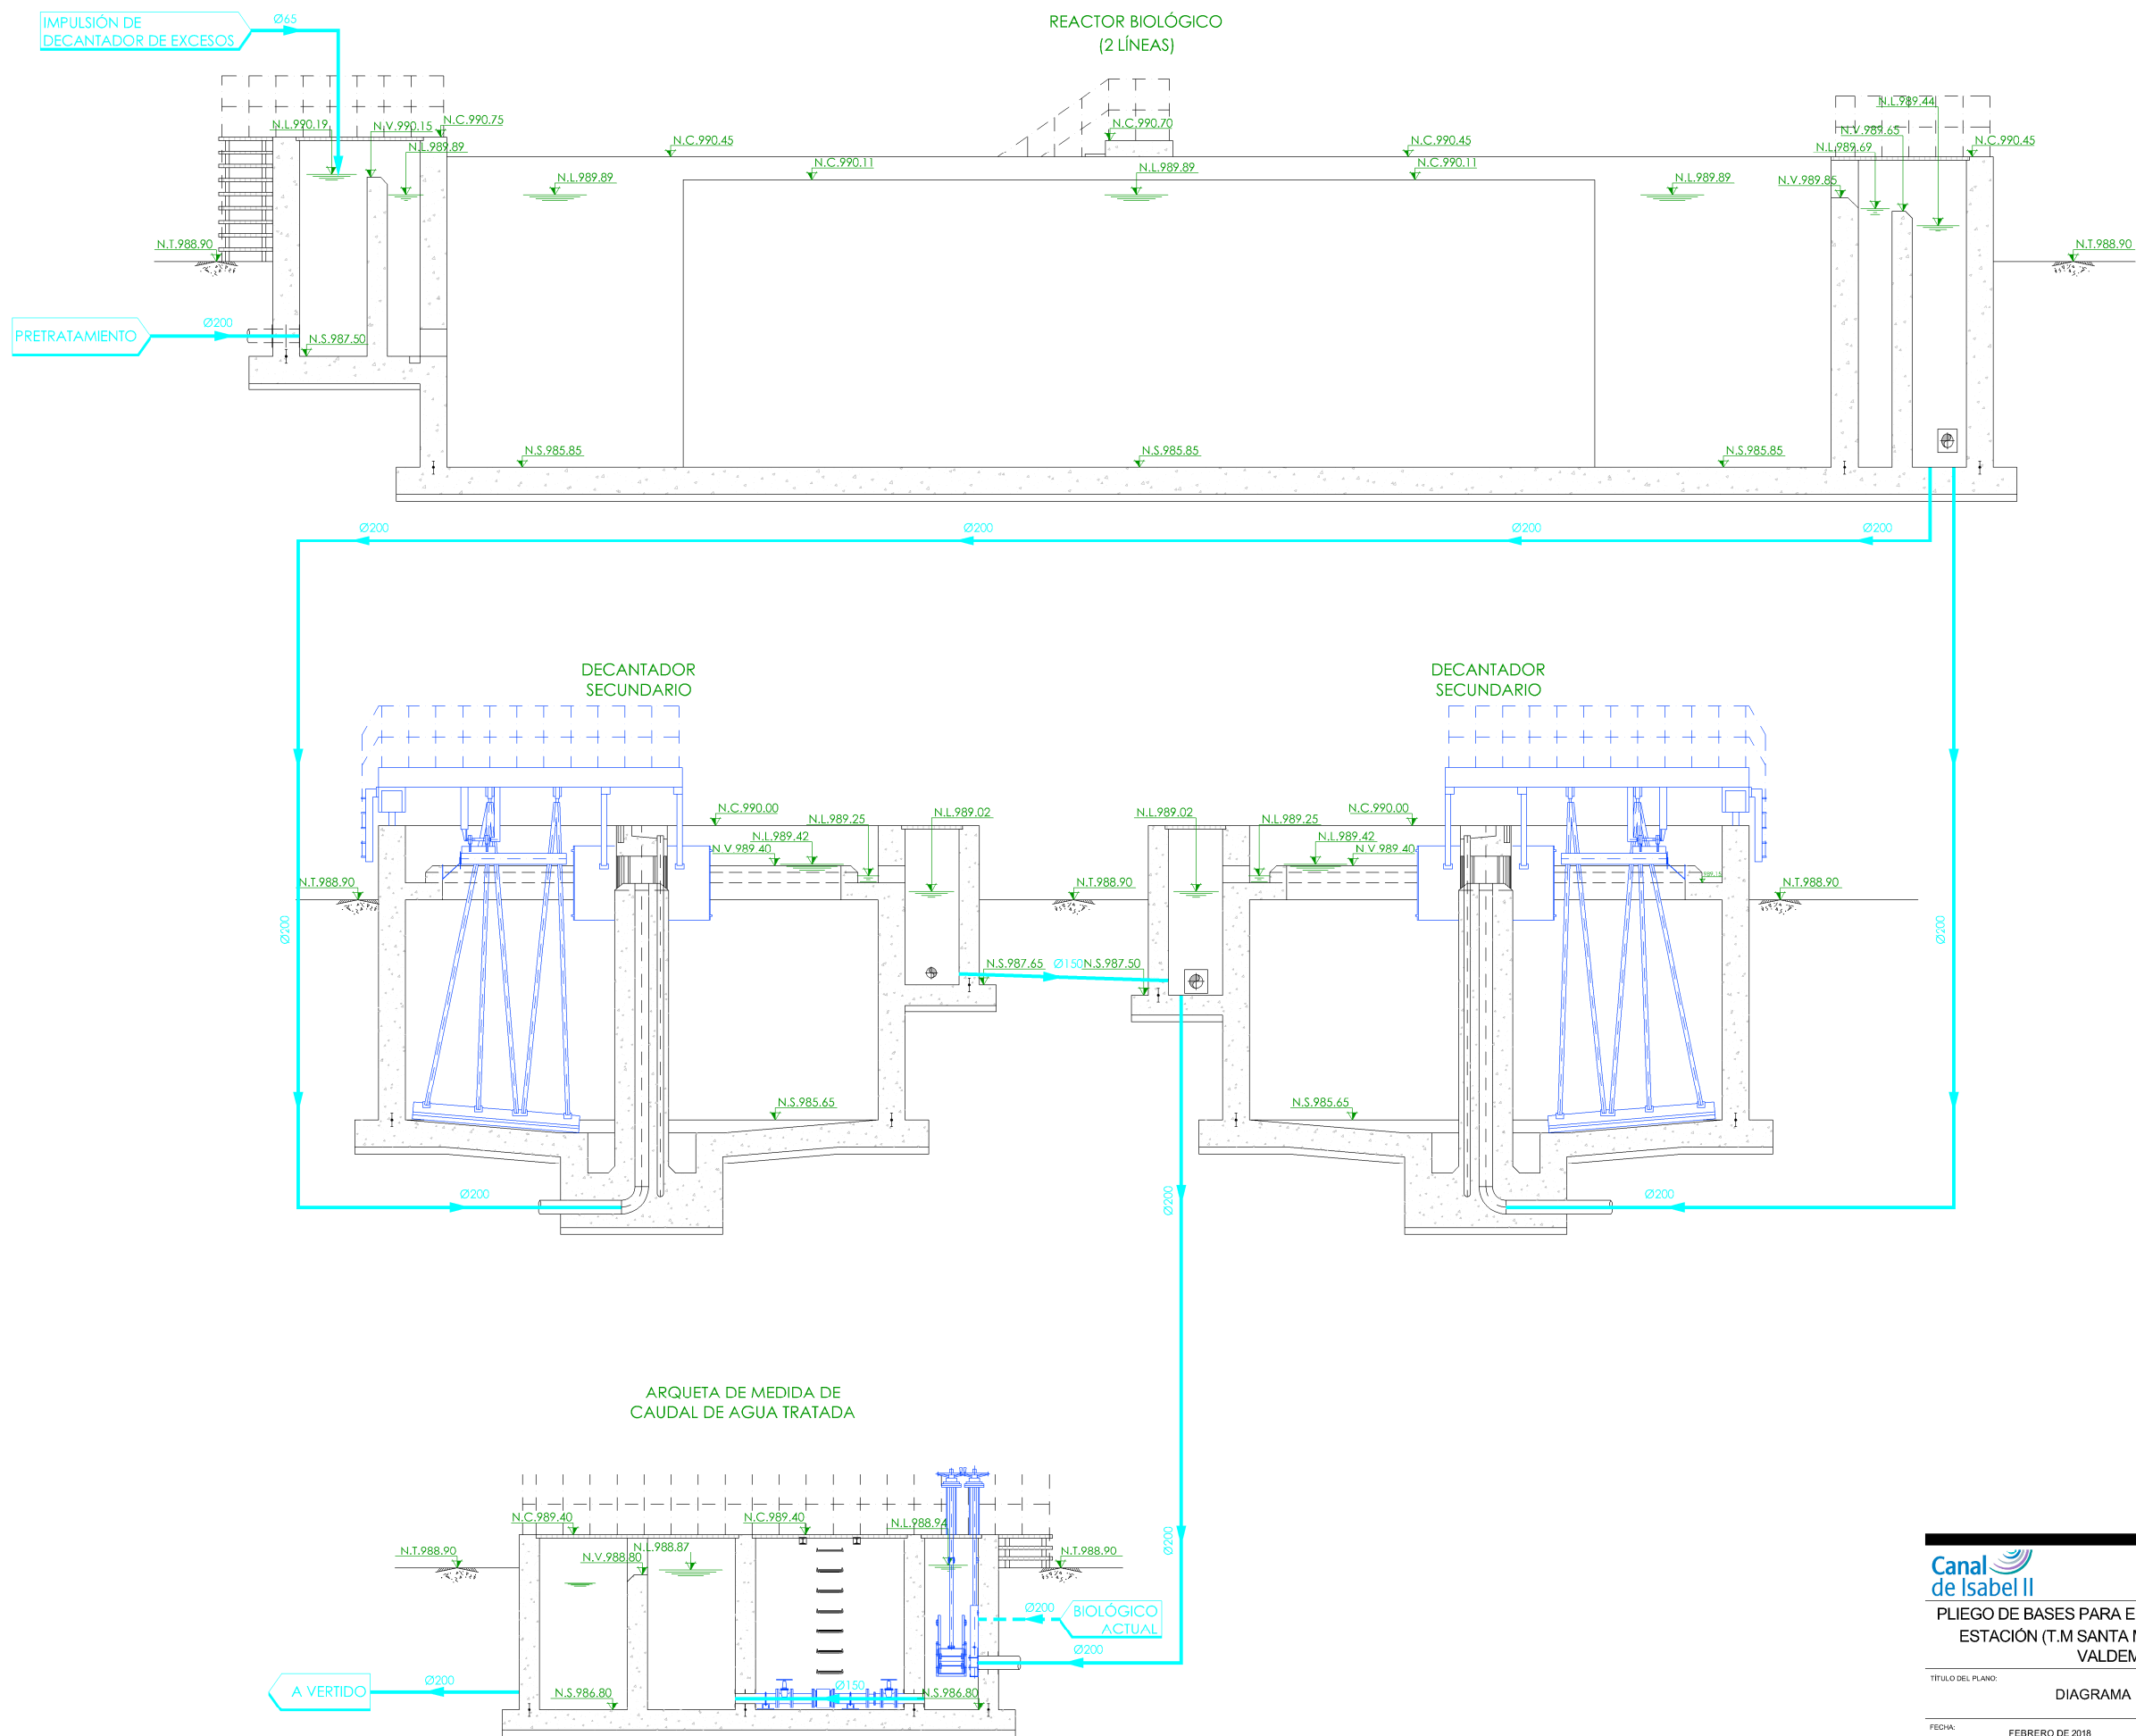 IMPULSIÓN DE
DECANTADOR DE EXCESOS
Ø65
REACTOR BIOLÓGICO
(2 LÍNEAS)
N.L.990.19
N.V.990.15
N.C.990.75
N.L.989.89
N.C.990.45
N.C.990.70
N.C.990.45
N.L.989.44
N.V.989.65
N.L.989.69
N.C.990.45
N.C.990.11
N.L.989.89
N.C.990.11
N.L.989.89
N.L.989.89
N.V.989.85
N.T.988.90
N.T.988.90
PRETRATAMIENTO
Ø200
N.S.987.50
N.S.985.85
N.S.985.85
N.S.985.85
Ø200
Ø200
Ø200
Ø200
DECANTADOR
SECUNDARIO
DECANTADOR
SECUNDARIO
N.C.990.00
N.L.989.25
N.L.989.02
N.L.989.42
N.V.989.40
N.L.989.02
N.L.989.25
N.C.990.00
N.L.989.42
N.V.989.40
N.T.988.90
N.T.988.90
N.T.988.90
Ø200
Ø200
N.S.987.65
Ø150
N.S.987.50
N.S.985.65
N.S.985.65
Ø200
Ø200
Ø200
ARQUETA DE MEDIDA DE
CAUDAL DE AGUA TRATADA
N.C.989.40
N.C.989.40
N.L.988.94
N.T.988.90
N.V.988.80
N.L.988.87
N.T.988.90
Ø200
Ø200
BIOLÓGICO
ACTUAL
Ø200
A VERTIDO
Ø200
N.S.986.80
Ø150
N.S.986.80
Canal
de Isabel II
PLIEGO DE BASES PARA E
ESTACIÓN (T.M SANTA M
VALDEM
TÍTULO DEL PLANO:
DIAGRAMA
FECHA:
FEBRERO DE 2018